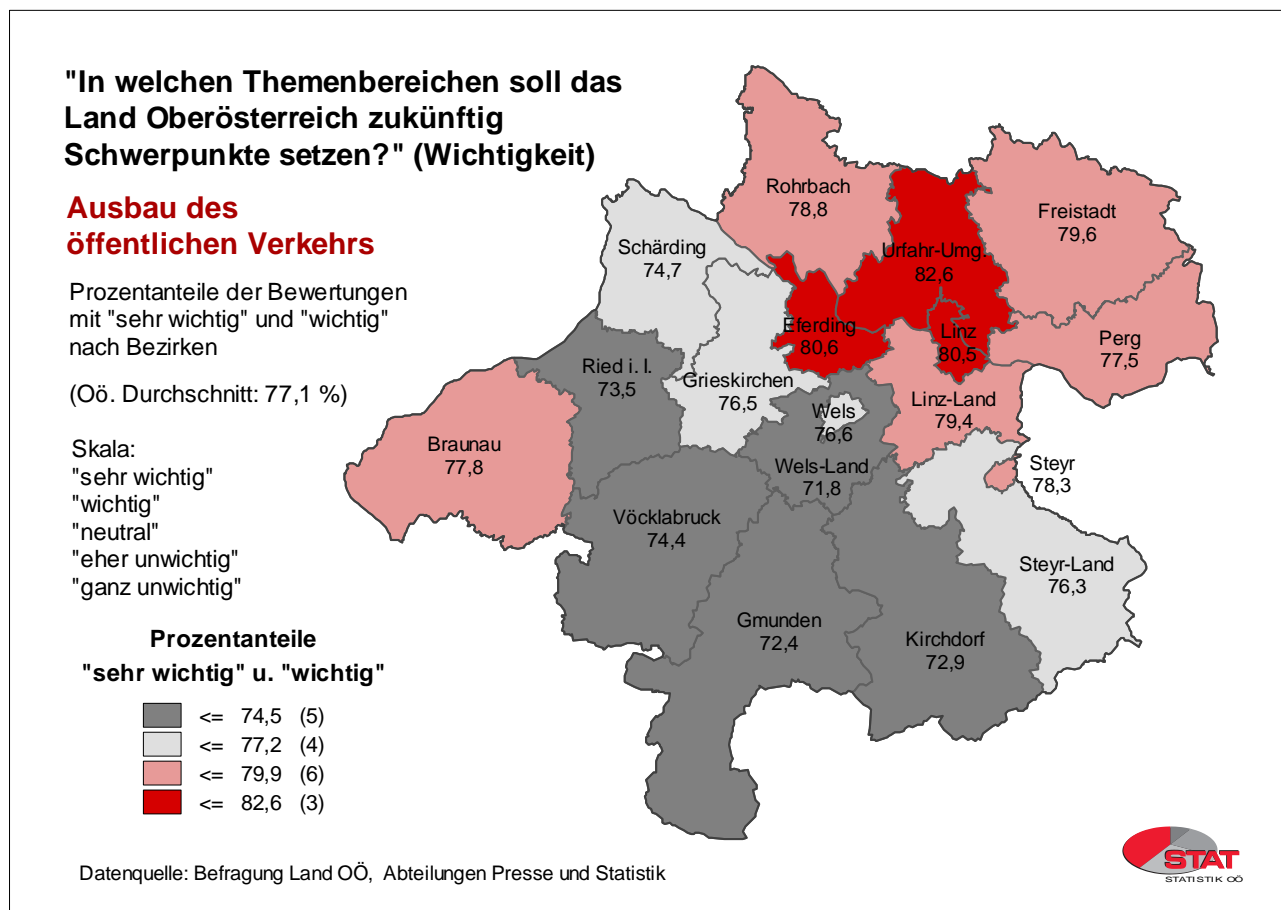 "In welchen Themenbereichen soll das
Land Oberösterreich zukünftig
Schwerpunkte setzen?" (Wichtigkeit)
Ausbau des
öffentlichen Verkehrs
Prozentanteile der Bewertungen
mit "sehr wichtig" und "wichtig"
nach Bezirken
(Oö. Durchschnitt: 77,1 %)
Skala:
"sehr wichtig"
"wichtig"
"neutral"
"eher unwichtig"
"ganz unwichtig"
Prozentanteile
"sehr wichtig" u. "wichtig"
<= 74,5 (5)
<= 77,2 (4)
<= 79,9 (6)
<= 82,6 (3)
Rohrbach
78,8
Freistadt
79,6
Schärding
74,7
Urfahr-Umg.
82,6
Eferding
80,6
Linz
80,5
Perg
77,5
Ried i. I.
73,5
Grieskirchen
76,5
Wels
76,6
Linz-Land
79,4
Braunau
77,8
Wels-Land
71,8
Steyr
78,3
Vöcklabruck
74,4
Steyr-Land
76,3
Gmunden
72,4
Kirchdorf
72,9
Datenquelle: Befragung Land OÖ, Abteilungen Presse und Statistik
STAT
STATISTIK OÖ